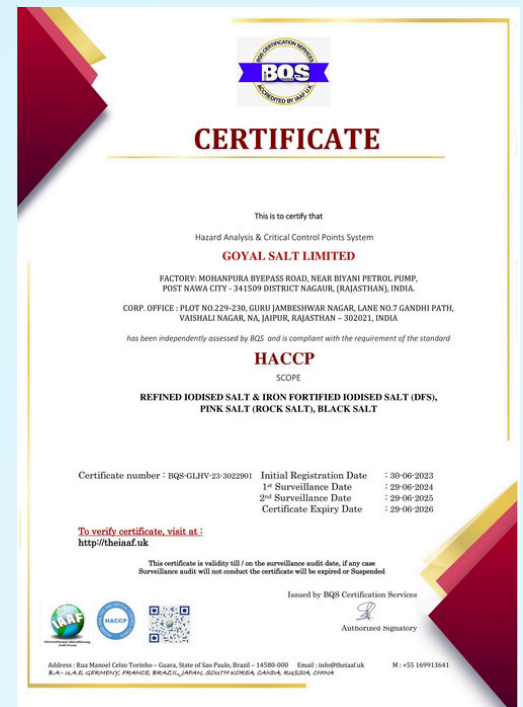 BQS CERTIFICATION SERVICES
BQS
ACCREDITED BY IAAF U.K.
CERTIFICATE
This is to certify that
Hazard Analysis & Critical Control Points System
GOYAL SALT LIMITED
FACTORY: MOHANPURA BYEPASS ROAD, NEAR BIYANI PETROL PUMP,
POST NAWA CITY - 341509 DISTRICT NAGAUR, (RAJASTHAN), INDIA.
CORP. OFFICE : PLOT NO.229-230, GURU JAMBESHWAR NAGAR, LANE NO.7 GANDHI PATH,
VAISHALI NAGAR, NA, JAIPUR, RAJASTHAN – 302021, INDIA
has been independently assessed by BQS and is compliant with the requirement of the standard
HACCP
SCOPE
REFINED IODISED SALT & IRON FORTIFIED IODISED SALT (DFS),
PINK SALT (ROCK SALT), BLACK SALT
Certificate number : BQS-GLHV-23-3022901 Initial Registration Date : 30-06-2023
1st Surveillance Date : 29-06-2024
2nd Surveillance Date : 29-06-2025
Certificate Expiry Date : 29-06-2026
To verify certificate, visit at :
http://theiaaf.uk
This certificate is validity till / on the surveillance audit date, if any case
Surveillance audit will not conduct the certificate will be expired or Suspended
Issued by BQS Certification Services
Authorized Signatory
IAAF
HACCP
Address : Rua Manoel Celso Torinho – Guara, State of Sao Paulo, Brazil – 14580-000 Email : info@theiaaf.uk M : +55 169913641
B.A:- U.A.E, GERMENY, FRANCE, BRAZIL, JAPAN, SOUTH KOREA, CANDA, RUSSIA, CHINA